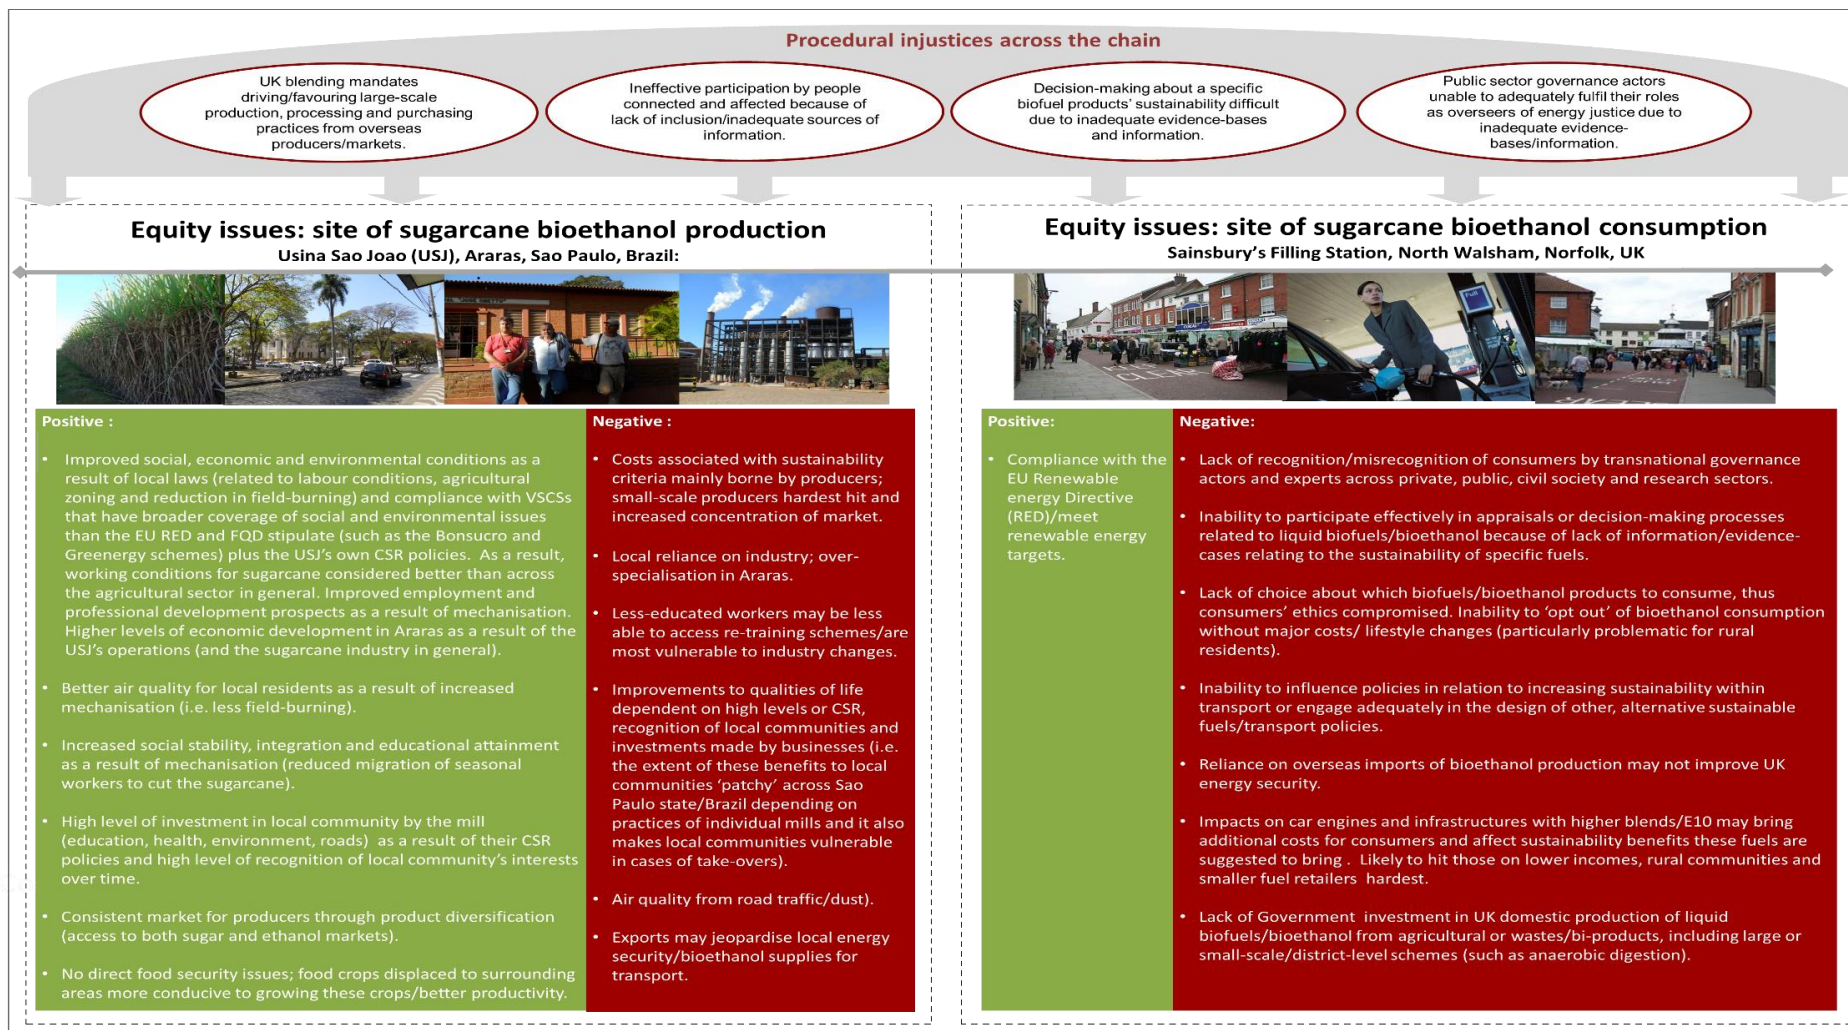 Procedural injustices across the chain
UK blending mandates
driving/favouring large-scale
production, processing and purchasing
practices from overseas
producers/markets.
Ineffective participation by people
connected and affected because of
lack of inclusion/inadequate sources of
information.
Decision-making about a specific
biofuel products' sustainability difficult
due to inadequate evidence-bases
and information.
Public sector governance actors
unable to adequately fulfil their roles
as overseers of energy justice due to
inadequate evidence-
bases/information.
Equity issues: site of sugarcane bioethanol production
Usina Sao Joao (USJ), Araras, Sao Paulo, Brazil:
Positive :
• Improved social, economic and environmental conditions as a
result of local laws (related to labour conditions, agricultural
zoning and reduction in field-burning) and compliance with VSCSs
that have broader coverage of social and environmental issues
than the EU RED and FQD stipulate (such as the Bonsucro and
Greenergy schemes) plus the USJ's own CSR policies. As a result,
working conditions for sugarcane considered better than across
the agricultural sector in general. Improved employment and
professional development prospects as a result of mechanisation.
Higher levels of economic development in Araras as a result of the
USJ's operations (and the sugarcane industry in general).
• Better air quality for local residents as a result of increased
mechanisation (i.e. less field-burning).
• Increased social stability, integration and educational attainment
as a result of mechanisation (reduced migration of seasonal
workers to cut the sugarcane).
• High level of investment in local community by the mill
(education, health, environment, roads) as a result of their CSR
policies and high level of recognition of local community's interests
over time.
• Consistent market for producers through product diversification
(access to both sugar and ethanol markets).
• No direct food security issues; food crops displaced to surrounding
areas more conducive to growing these crops/better productivity.
Negative :
• Costs associated with sustainability
criteria mainly borne by producers;
small-scale producers hardest hit and
increased concentration of market.
• Local reliance on industry; over-
specialisation in Araras.
• Less-educated workers may be less
able to access re-training schemes/are
most vulnerable to industry changes.
• Improvements to qualities of life
dependent on high levels or CSR,
recognition of local communities and
investments made by businesses (i.e.
the extent of these benefits to local
communities 'patchy' across Sao
Paulo state/Brazil depending on
practices of individual mills and it also
makes local communities vulnerable
in cases of take-overs).
• Air quality from road traffic/dust).
• Exports may jeopardise local energy
security/bioethanol supplies for
transport.
Equity issues: site of sugarcane bioethanol consumption
Sainsbury's Filling Station, North Walsham, Norfolk, UK
Fuel
Positive:
• Compliance with the
EU Renewable
energy Directive
(RED)/meet
renewable energy
targets.
Negative:
• Lack of recognition/misrecognition of consumers by transnational governance
actors and experts across private, public, civil society and research sectors.
• Inability to participate effectively in appraisals or decision-making processes
related to liquid biofuels/bioethanol because of lack of information/evidence-
cases relating to the sustainability of specific fuels.
• Lack of choice about which biofuels/bioethanol products to consume, thus
consumers' ethics compromised. Inability to 'opt out' of bioethanol consumption
without major costs/ lifestyle changes (particularly problematic for rural
residents).
• Inability to influence policies in relation to increasing sustainability within
transport or engage adequately in the design of other, alternative sustainable
fuels/transport policies.
• Reliance on overseas imports of bioethanol production may not improve UK
energy security.
• Impacts on car engines and infrastructures with higher blends/E10 may bring
additional costs for consumers and affect sustainability benefits these fuels are
suggested to bring . Likely to hit those on lower incomes, rural communities and
smaller fuel retailers hardest.
• Lack of Government investment in UK domestic production of liquid
biofuels/bioethanol from agricultural or wastes/bi-products, including large or
small-scale/district-level schemes (such as anaerobic digestion).